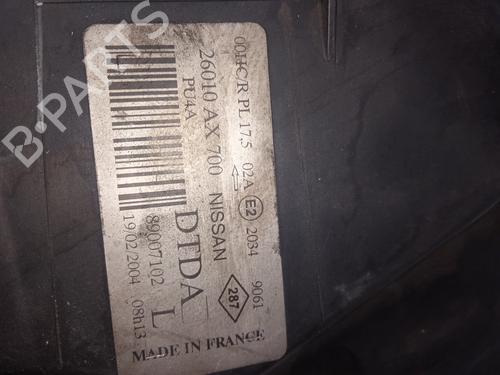 001HC/R PL 17,5 02A E2 2034 9061
26010 AX 700 NISSAN 287
PU4A
DTDA L
89007102
19/02/2004 08h13
MADE IN FRANCE
B-Parts